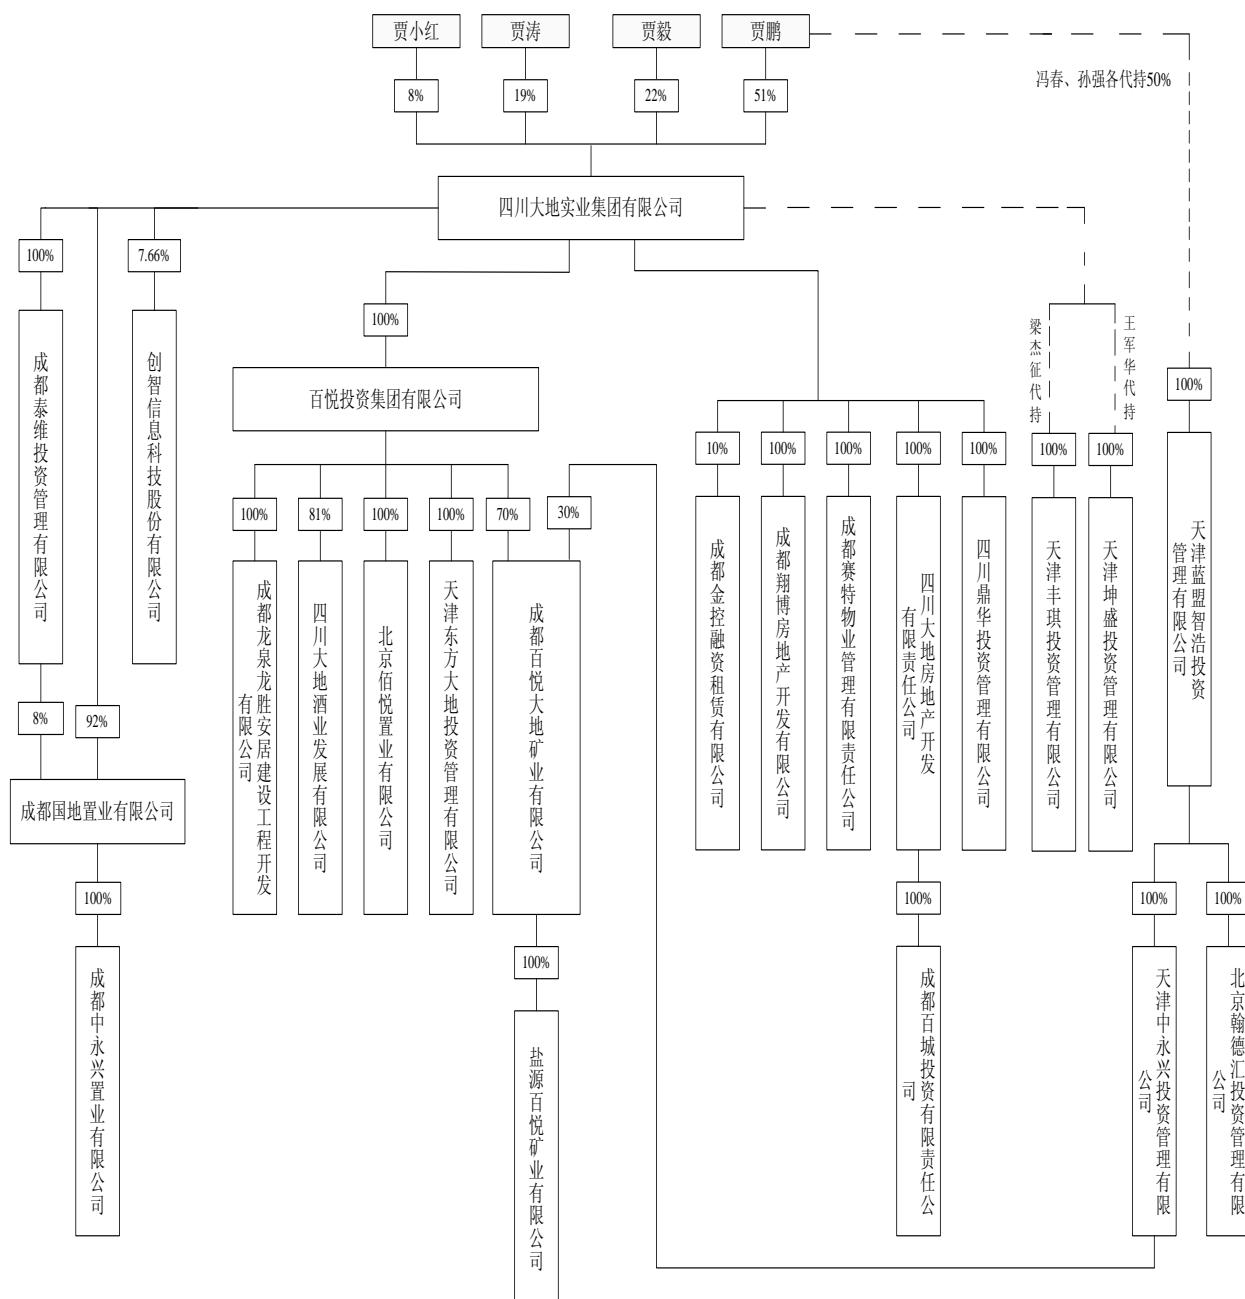 贾小红
贾涛
贾毅
贾鹏
8%
19%
22%
51%
冯春、孙强各代持50%
四川大地实业集团有限公司
100%
7.66%
100%
梁杰征代持
王军华代持
100%
成都泰维投资管理有限公司
创智信息科技股份有限公司
百悦投资集团有限公司
10%
100%
100%
100%
100%
100%
100%
100%
81%
100%
100%
70%
30%
成都金控融资租赁有限公司
成都翔博房地产开发有限公司
成都赛特物业管理有限责任公司
四川大地房地产开发
有限责任公司
四川鼎华投资管理有限公司
天津丰琪投资管理有限公司
天津坤盛投资管理有限公司
天津蓝盟智浩投资
管理有限公司
成都龙泉龙胜安居建设工程开发
有限公司
四川大地酒业发展有限公司
北京佰悦置业有限公司
天津东方大地投资管理有限公司
成都百悦大地矿业有限公司
8%
92%
成都国地置业有限公司
100%
100%
100%
100%
100%
成都中永兴置业有限公司
盐源百悦矿业有限公司
成都百城投资有限责任公
司
天津中永兴投资管理有限
公司
北京翰德汇投资管理有限
公司